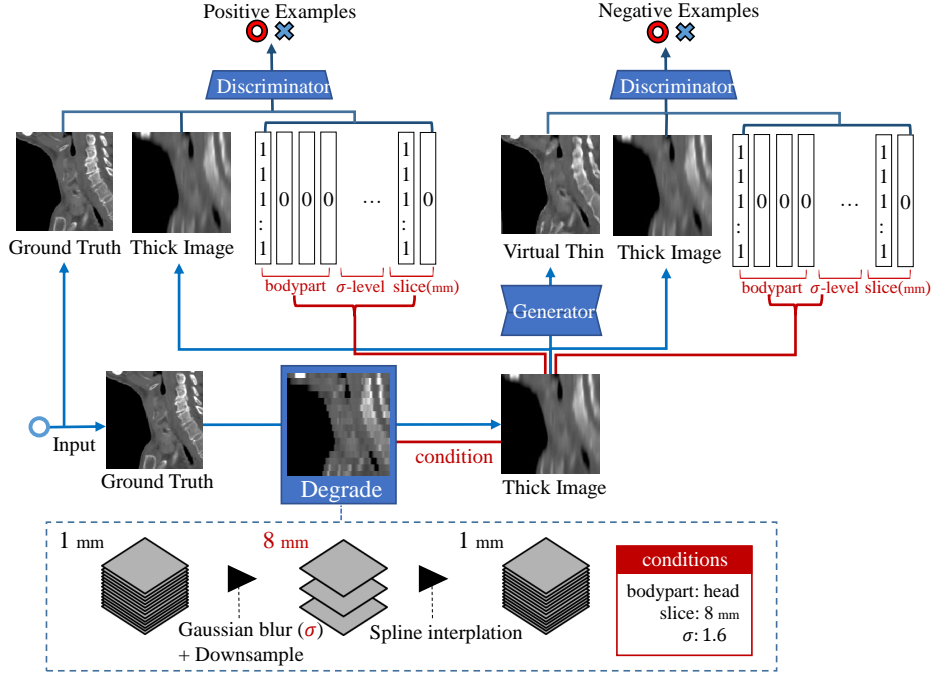 Positive Examples
Negative Examples
Discriminator
Discriminator
1
1
1
:
1
0
0
0
...
1
1
1
:
1
0
1
1
1
:
1
0
0
0
...
1
1
1
:
1
0
Ground Truth
Thick Image
Virtual Thin
Thick Image
bodypart
σ-level
slice(mm)
bodypart
σ-level
slice(mm)
Generator
Input
condition
Ground Truth
Degrade
Thick Image
1 mm
8 mm
1 mm
conditions
bodypart: head
slice: 8 mm
σ: 1.6
Gaussian blur (σ)
+ Downsample
Spline interplation